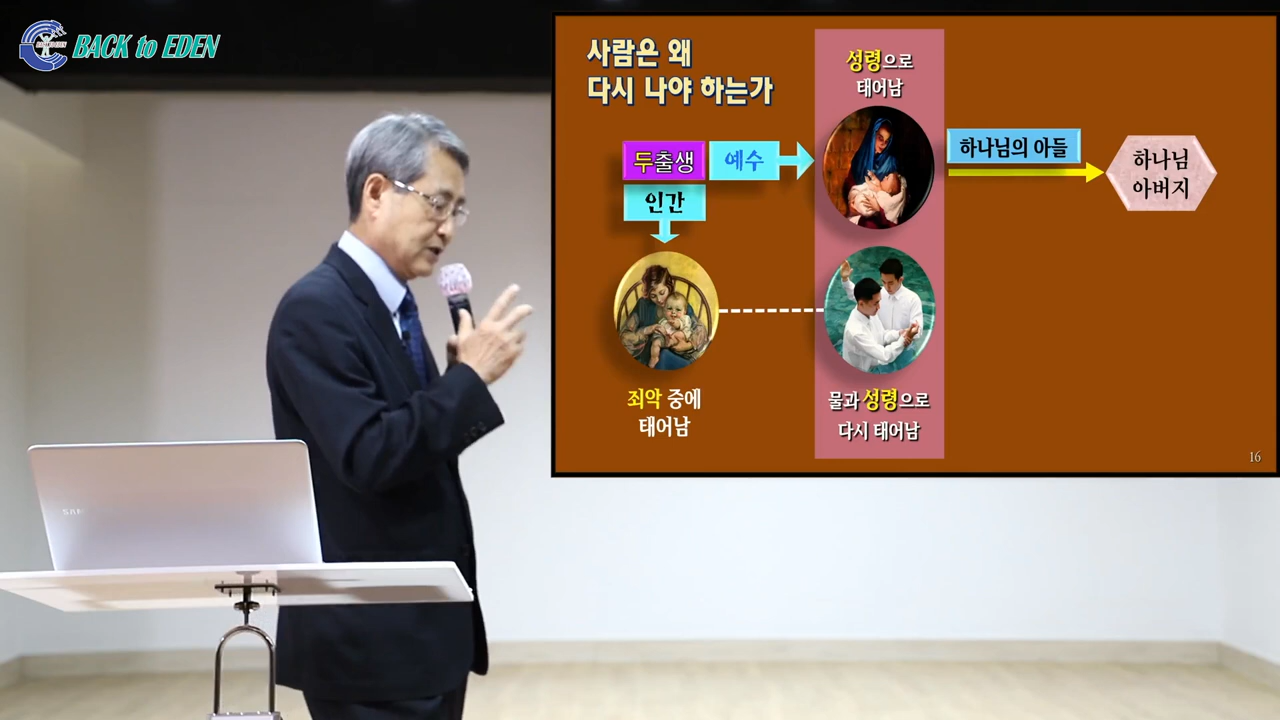 BACK to EDEN
사람은 왜
다시 나야 하는가
성령으로
태어남
두출생
예수
하나님의 아들
하나님
아버지
인간
죄악 중에
태어남
물과 성령으로
다시 태어남
16